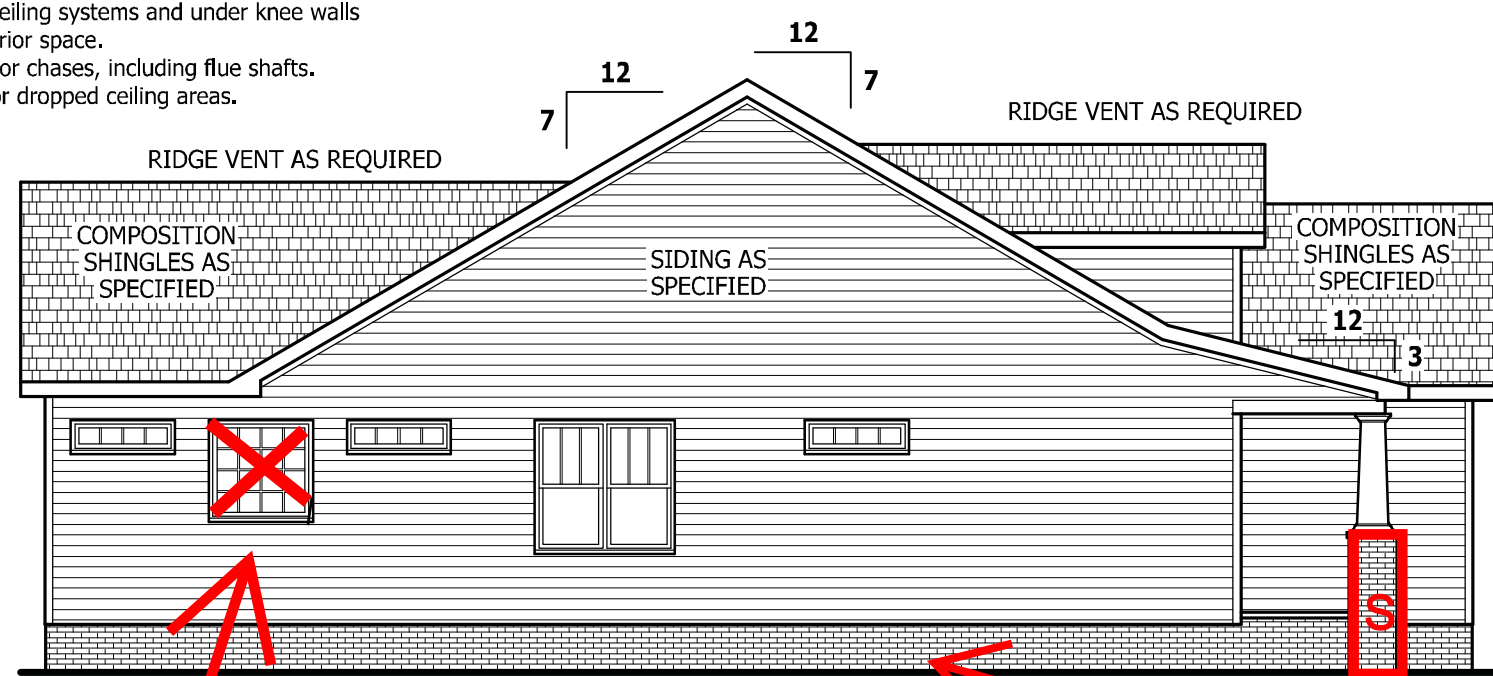 eiling systems and under knee walls
rior space.
or chases, including flue shafts.
or dropped ceiling areas.
12
7
12
7
RIDGE VENT AS REQUIRED
RIDGE VENT AS REQUIRED
COMPOSITION
SHINGLES AS
SPECIFIED
SIDING AS
SPECIFIED
COMPOSITION
SHINGLES AS
SPECIFIED
12
3
S